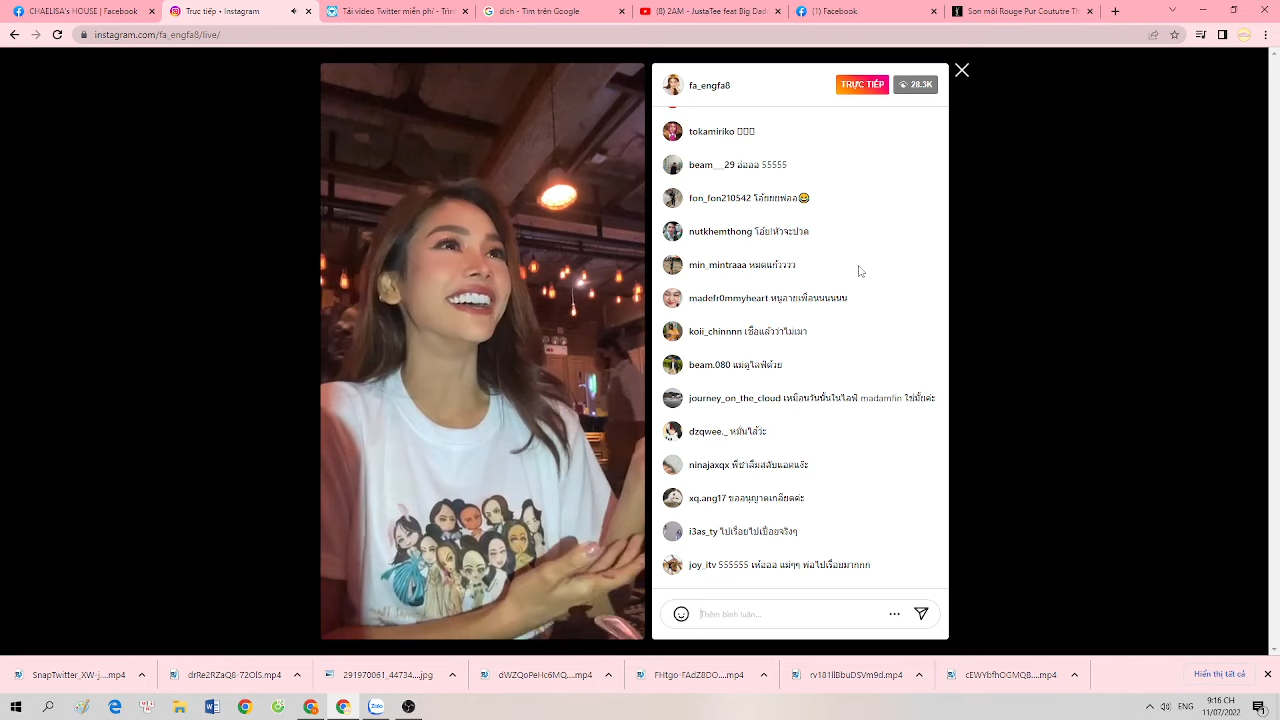 CHAELISA's HOUSE | Facebook
Trực tiếp • Instagram
Tải video Twitter miễn phí - Trình
dich - Tìm trên Google
(8) 2AM - JustaTee feat Big Dad
(1) Facebook
Son môi Rouge Pur Coututre Th
instagram.com/fa_engfa8/live/
fa_engfa8
TRỰC TIẾP
28.3K
tokamiriko
beam__29 อ่อออ 55555
fon_fon210542 โอ้ยยยพ่ออ😂
nutkhemthong โอ้ย!หัวจะปวด
min_mintraaa หมดแก้วววว
madefr0mmyheart หนูอายเพื่อนนนนนน
koii_chinnnn เชื่อแล้วว่าไม่เมา
beam.080 แม่ดูไลฟ์ด้วย
journey_on_the_cloud เหมือนวันนั้นในไลฟ์ madamfin ใช่มั้ยค่ะ
dzqwee._ หมั่นไส้ว่ะ
ninajaxqx พี่ชาลืมสลับแอคแง้ะ
xq.ang17 ขออนุญาตเกลียดค่ะ
i3as_ty ไปเรื่อยไปเปื่อยจริงๆ
joy_itv 555555 เห้อออ แม่ๆๆ พ่อไปเรื่อยมากกก
Thêm bình luận...
SnapTwitter_XW-j....mp4
drRe2RZaQ8-72OlS.mp4
291970061_44734....jpg
dWZQoPeHc6MQ....mp4
FHtgo-FAdZ8DO....mp4
rv181lIBbuDSVm9d.mp4
cEWYbfhOGMQB....mp4
Hiển thị tất cả
Zalo
ENG
9:16 CH
11/07/2022